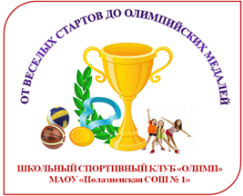 ОТ ВЕСЕЛЫХ СТАРТОВ ДО ОЛИМПИЙСКИХ МЕДАЛЕЙ
ШКОЛЬНЫЙ СПОРТИВНЫЙ КЛУБ «ОЛИМП»
МАОУ «Полазненская СОШ № 1»